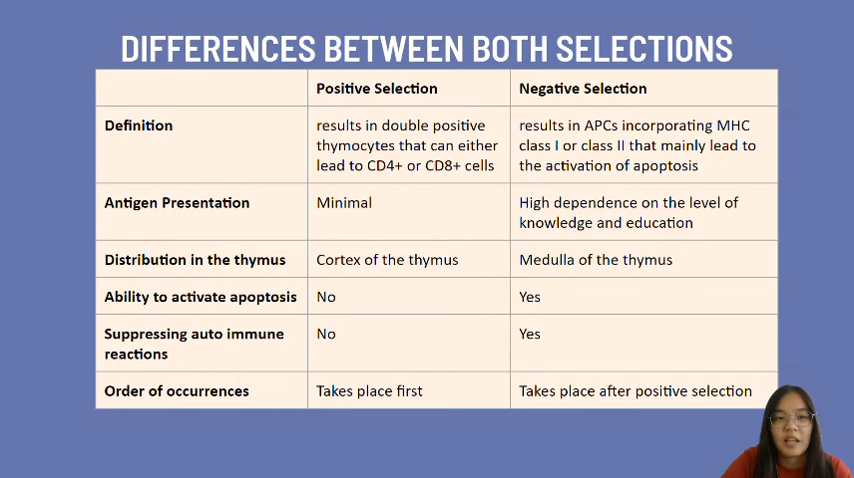 DIFFERENCES BETWEEN BOTH SELECTIONS
Positive Selection
Negative Selection
Definition
results in double positive
thymocytes that can either
lead to CD4+ or CD8+ cells
results in APCs incorporating MHC
class I or class II that mainly lead to
the activation of apoptosis
Antigen Presentation
Minimal
High dependence on the level of
knowledge and education
Distribution in the thymus
Cortex of the thymus
Medulla of the thymus
Ability to activate apoptosis
No
Yes
Suppressing auto immune
reactions
No
Yes
Order of occurrences
Takes place first
Takes place after positive selection